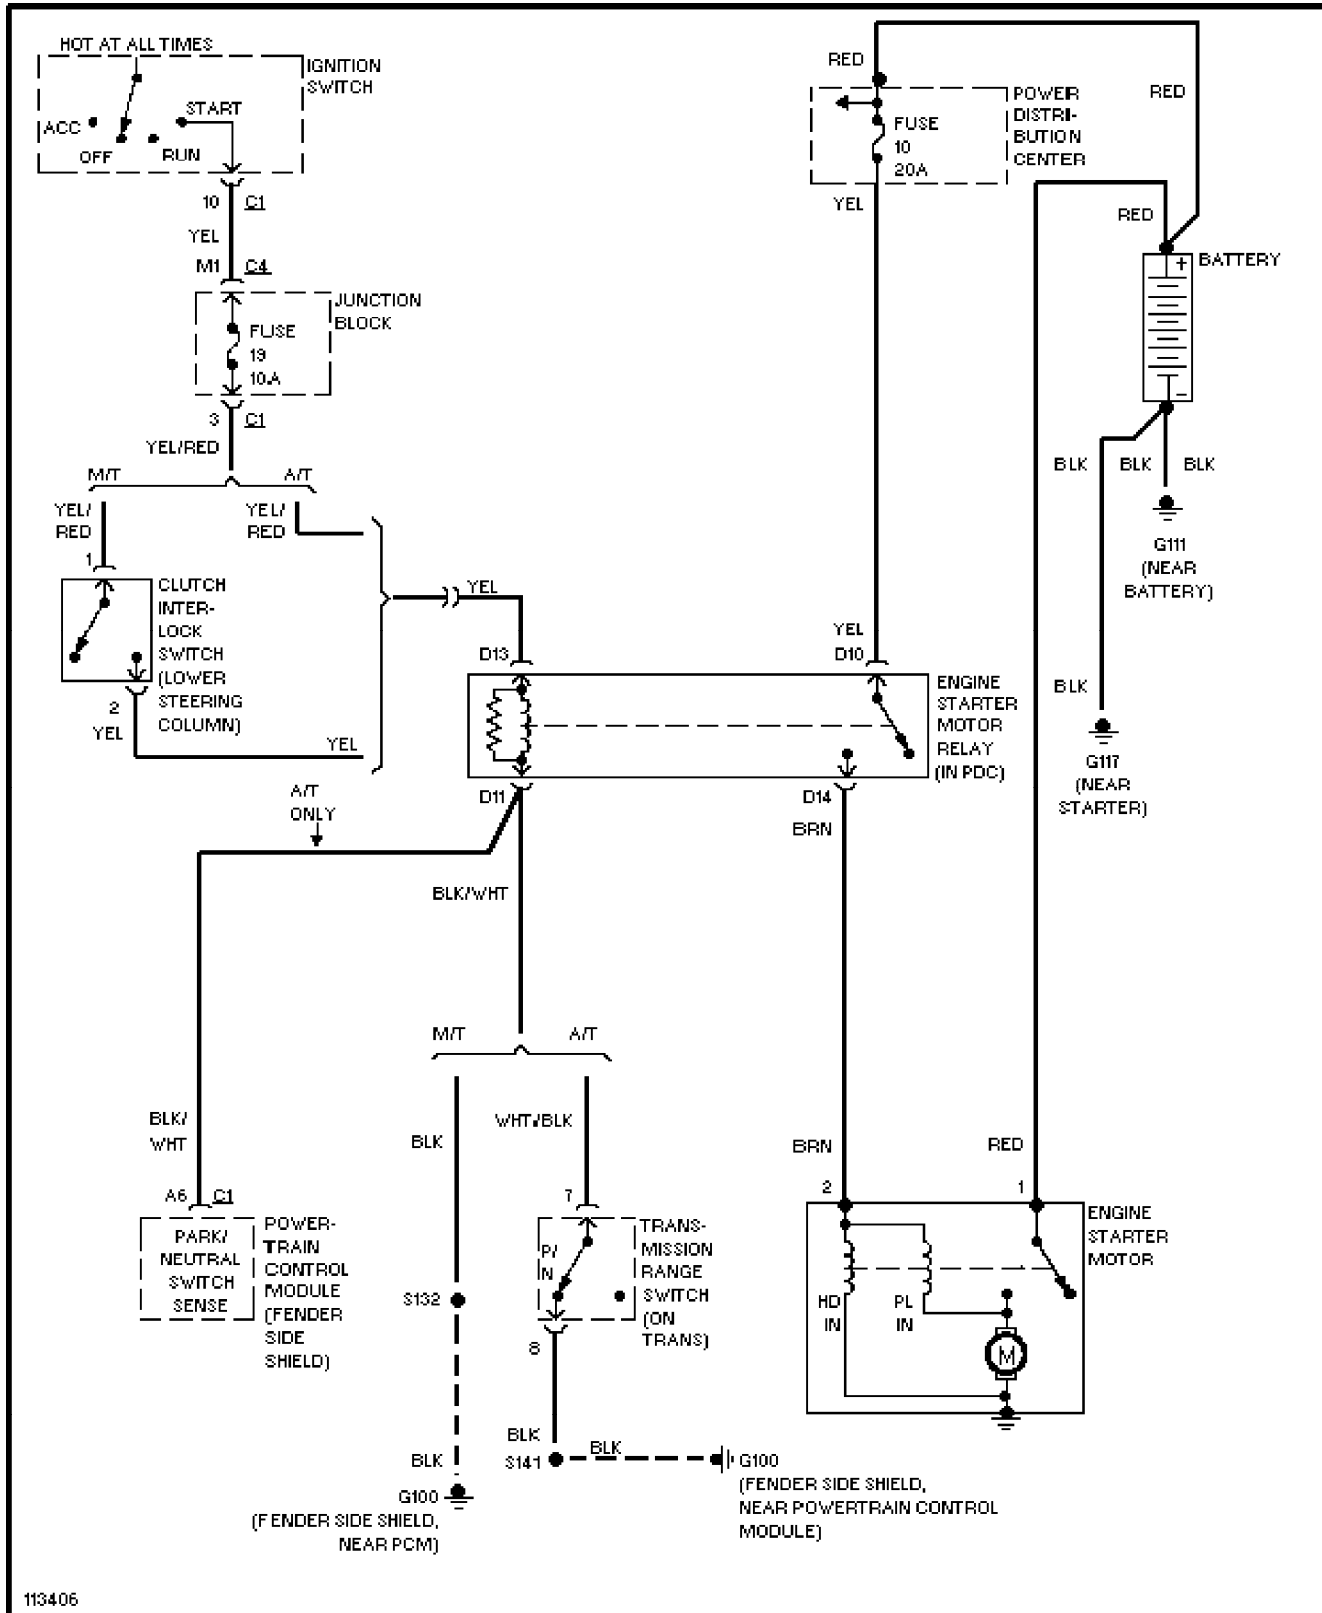 HOT AT ALL TIMES
IGNITION
SWITCH
START
ACC
OFF
RUN
10 C1
YEL
M1 C4
JUNCTION
BLOCK
FUSE
19
10A
3 C1
YEL/RED
M/T
A/T
YEL/
RED
YEL/
RED
1
CLUTCH
INTER-
LOCK
SWITCH
(LOWER
STEERING
COLUMN)
2
YEL
YEL
YEL
RED
POWER
DISTRI-
BUTION
CENTER
FUSE
10
20A
YEL
RED
RED
BATTERY
+
-
BLK
BLK
BLK
G111
(NEAR
BATTERY)
BLK
G117
(NEAR
STARTER)
YEL
D13
D10
ENGINE
STARTER
MOTOR
RELAY
(IN PDC)
D11
D14
A/T
ONLY
BRN
BLK/WHT
M/T
A/T
BLK/
WHT
BLK
WHT/BLK
BRN
RED
A6 C1
PARK/
NEUTRAL
SWITCH
SENSE
POWER-
TRAIN
CONTROL
MODULE
(FENDER
SIDE
SHIELD)
S132
7
P/
N
TRANS-
MISSION
RANGE
SWITCH
(ON
TRANS)
8
2
1
ENGINE
STARTER
MOTOR
HD
IN
PL
IN
M
BLK
BLK
S141
BLK
G100
(FENDER SIDE SHIELD,
NEAR PCM)
G100
(FENDER SIDE SHIELD,
NEAR POWERTRAIN CONTROL
MODULE)
113406